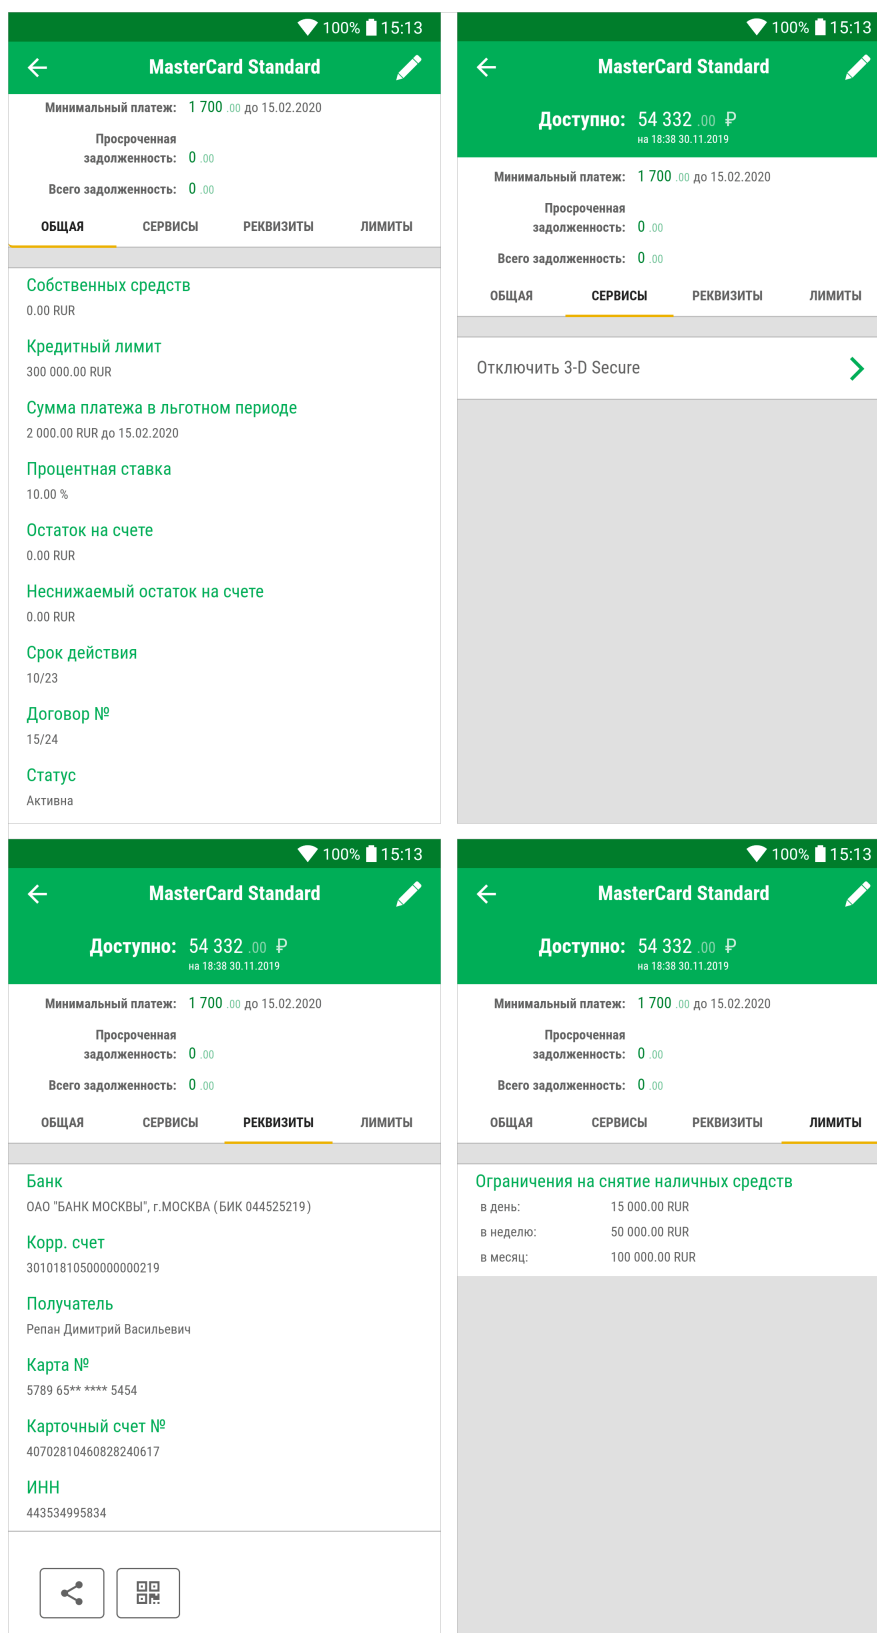 100% 15:13
MasterCard Standard
Минимальный платеж: 1 700 .00 до 15.02.2020
Просроченная
задолженность: 0 .00
Всего задолженность: 0 .00
ОБЩАЯ СЕРВИСЫ РЕКВИЗИТЫ ЛИМИТЫ
Собственных средств
0.00 RUR
Кредитный лимит
300 000.00 RUR
Сумма платежа в льготном периоде
2 000.00 RUR до 15.02.2020
Процентная ставка
10.00 %
Остаток на счете
0.00 RUR
Неснижаемый остаток на счете
0.00 RUR
Срок действия
10/23
Договор №
15/24
Статус
Активна
100% 15:13
MasterCard Standard
Доступно: 54 332 .00 ₽
на 18:38 30.11.2019
Минимальный платеж: 1 700 .00 до 15.02.2020
Просроченная
задолженность: 0 .00
Всего задолженность: 0 .00
ОБЩАЯ СЕРВИСЫ РЕКВИЗИТЫ ЛИМИТЫ
Отключить 3-D Secure
100% 15:13
MasterCard Standard
Доступно: 54 332 .00 ₽
на 18:38 30.11.2019
Минимальный платеж: 1 700 .00 до 15.02.2020
Просроченная
задолженность: 0 .00
Всего задолженность: 0 .00
ОБЩАЯ СЕРВИСЫ РЕКВИЗИТЫ ЛИМИТЫ
Банк
ОАО "БАНК МОСКВЫ", г.МОСКВА (БИК 044525219)
Корр. счет
30101810500000000219
Получатель
Репан Димитрий Васильевич
Карта №
5789 65** **** 5454
Карточный счет №
40702810460828240617
ИНН
443534995834
100% 15:13
MasterCard Standard
Доступно: 54 332 .00 ₽
на 18:38 30.11.2019
Минимальный платеж: 1 700 .00 до 15.02.2020
Просроченная
задолженность: 0 .00
Всего задолженность: 0 .00
ОБЩАЯ СЕРВИСЫ РЕКВИЗИТЫ ЛИМИТЫ
Ограничения на снятие наличных средств
в день: 15 000.00 RUR
в неделю: 50 000.00 RUR
в месяц: 100 000.00 RUR